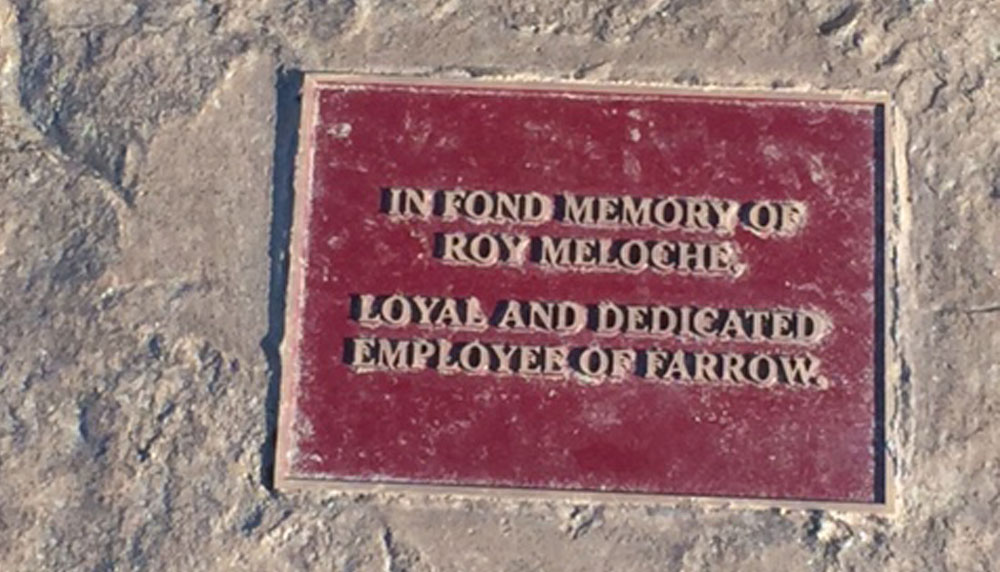 IN FOND MEMORY OF
ROY MELOCHE,
LOYAL AND DEDICATED
EMPLOYEE OF FARROW.